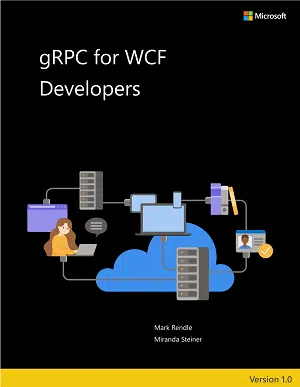 Microsoft
gRPC for WCF
Developers
Mark Rendle
Miranda Steiner
Version 1.0